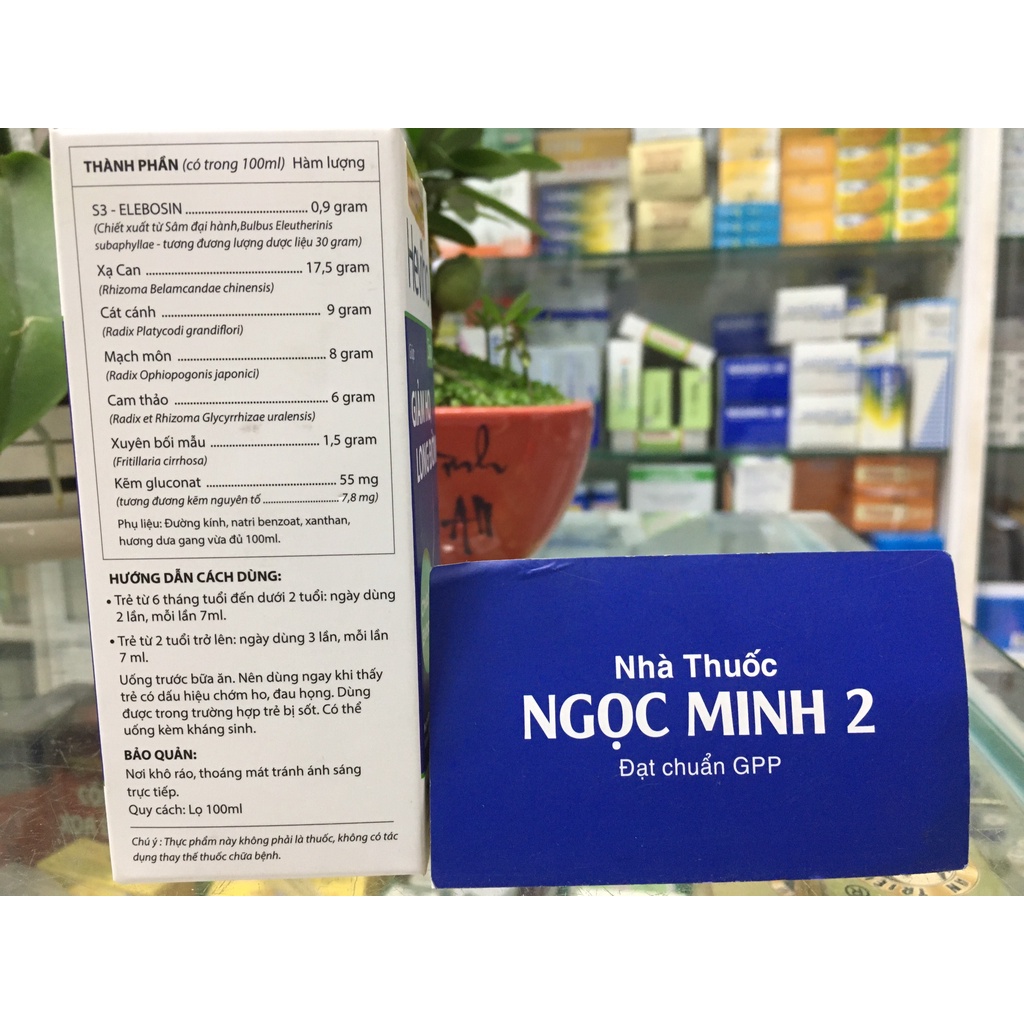 THÀNH PHẦN (có trong 100ml) Hàm lượng
S3 - ELEBOSIN ........ 0,9 gram
(Chiết xuất từ Sâm đại hành,Bulbus Eleutherinis
subaphyllae - tương đương lượng dược liệu 30 gram)
Xạ Can ........ 17,5 gram
(Rhizoma Belamcandae chinensis)
Cát cánh ........ 9 gram
(Radix Platycodi grandiflori)
Mạch môn ........ 8 gram
(Radix Ophiopogonis japonici)
Cam thảo ........ 6 gram
(Radix et Rhizoma Glycyrrhizae uralensis)
Xuyên bối mẫu ........ 1,5 gram
(Fritillaria cirrhosa)
Kẽm gluconat ........ 55 mg
(tương đương kẽm nguyên tố ........ 7,8 mg)
Phụ liệu: Đường kính, natri benzoat, xanthan,
hương dưa gang vừa đủ 100ml.
HƯỚNG DẪN CÁCH DÙNG:
• Trẻ từ 6 tháng tuổi đến dưới 2 tuổi: ngày dùng
2 lần, mỗi lần 7ml.
• Trẻ từ 2 tuổi trở lên: ngày dùng 3 lần, mỗi lần
7 ml.
Uống trước bữa ăn. Nên dùng ngay khi thấy
trẻ có dấu hiệu chớm ho, đau họng. Dùng
được trong trường hợp trẻ bị sốt. Có thể
uống kèm kháng sinh.
BẢO QUẢN:
Nơi khô ráo, thoáng mát tránh ánh sáng
trực tiếp.
Quy cách: Lọ 100ml
Chú ý : Thực phẩm này không phải là thuốc, không có tác
dụng thay thế thuốc chữa bệnh.
Nhà Thuốc
NGỌC MINH 2
Đạt chuẩn GPP